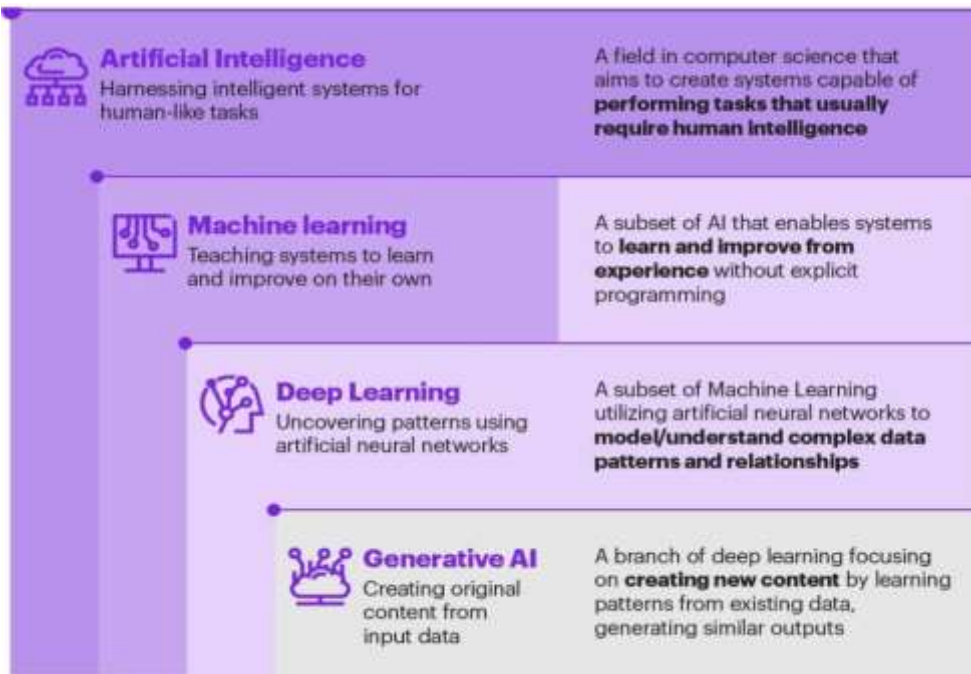 Artificial Intelligence
Harnessing intelligent systems for
human-like tasks
A field in computer science that
aims to create systems capable of
performing tasks that usually
require human intelligence
Machine learning
Teaching systems to learn
and improve on their own
A subset of AI that enables systems
to learn and improve from
experience without explicit
programming
Deep Learning
Uncovering patterns using
artificial neural networks
A subset of Machine Learning
utilizing artificial neural networks to
model/understand complex data
patterns and relationships
Generative AI
Creating original
content from
input data
A branch of deep learning focusing
on creating new content by learning
patterns from existing data,
generating similar outputs